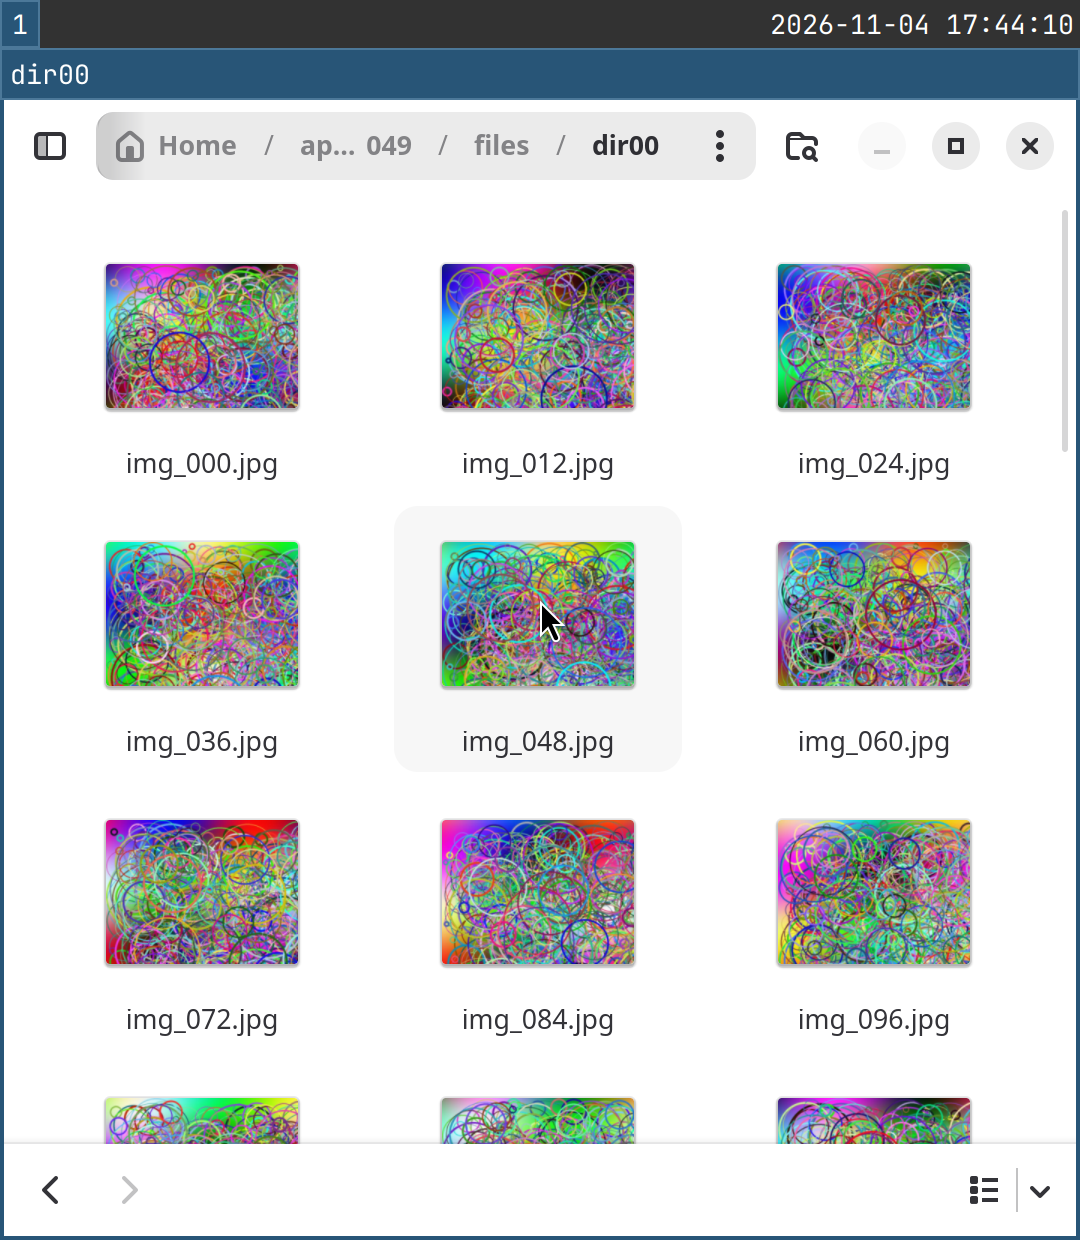 1
2026-11-04 17:44:10
dir00
Home / ap... 049 / files / dir00
img_000.jpg
img_012.jpg
img_024.jpg
img_036.jpg
img_048.jpg
img_060.jpg
img_072.jpg
img_084.jpg
img_096.jpg